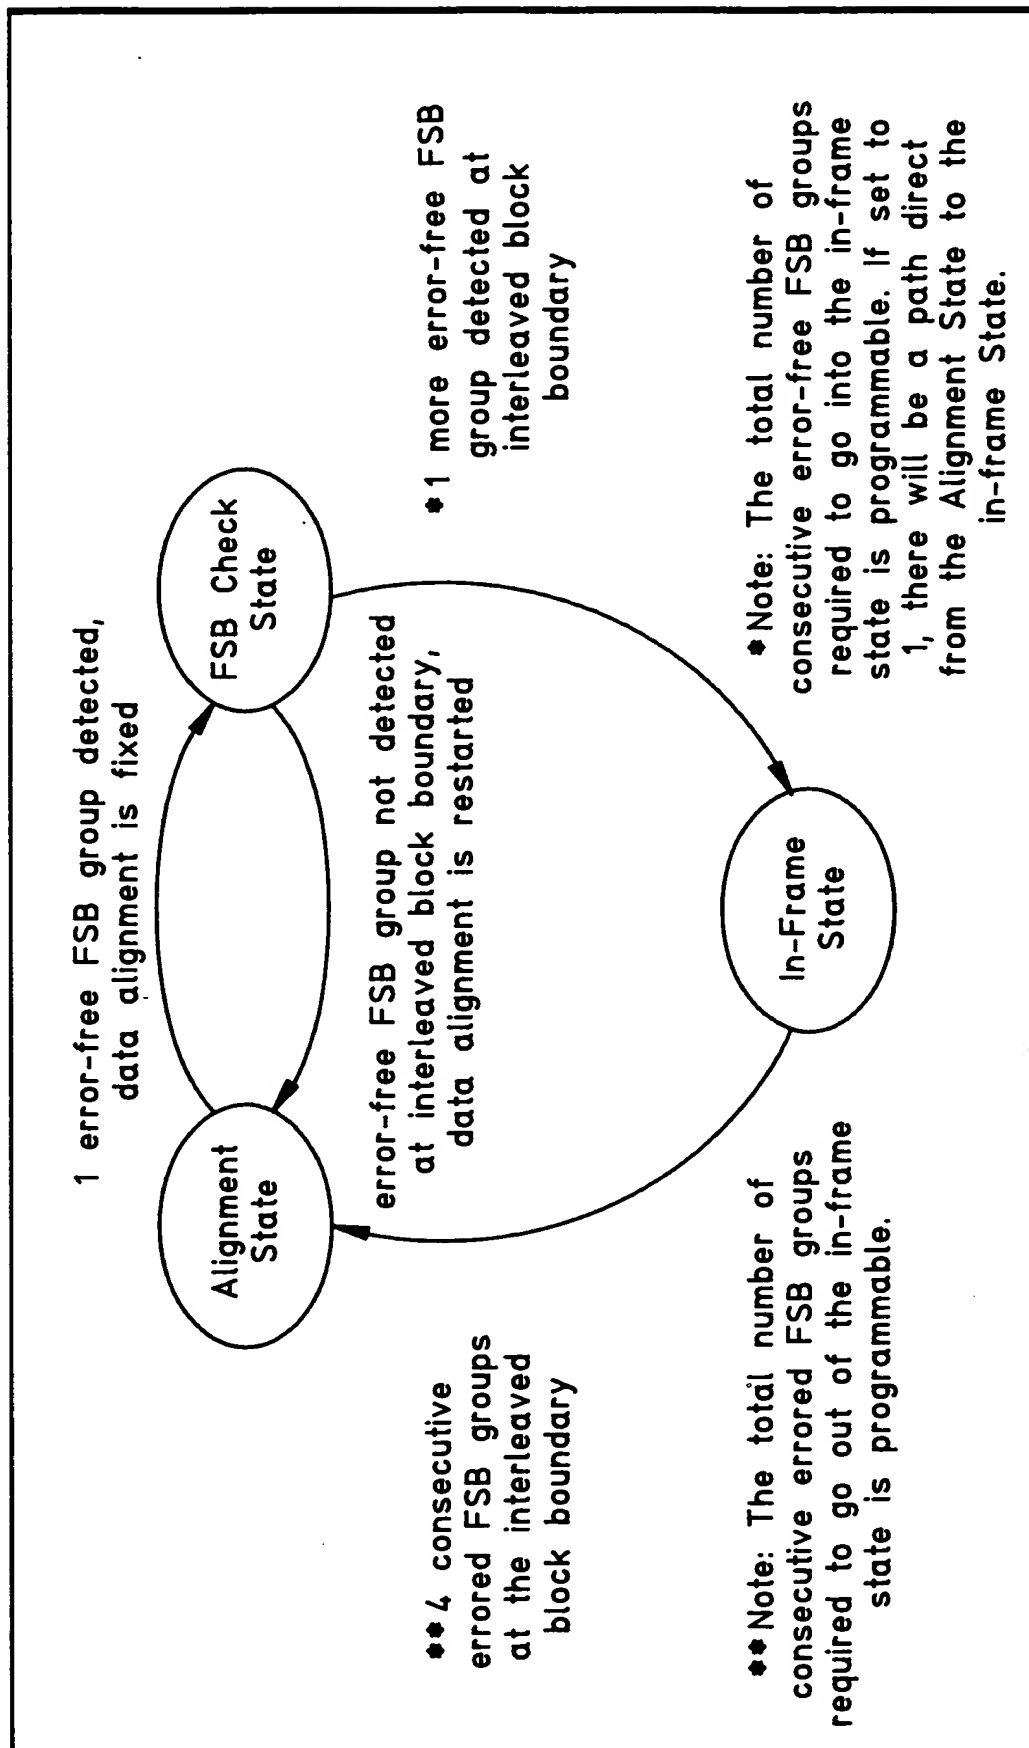 1 error-free FSB group detected,
data alignment is fixed
Alignment
State
FSB Check
State
error-free FSB group not detected
at interleaved block boundary,
data alignment is restarted
**4 consecutive
errored FSB groups
at the interleaved
block boundary
*1 more error-free FSB
group detected at
interleaved block
boundary
In-Frame
State
**Note: The total number of
consecutive errored FSB groups
required to go out of the in-frame
state is programmable.
*Note: The total number of
consecutive error-free FSB groups
required to go into the in-frame
state is programmable. If set to
1, there will be a path direct
from the Alignment State to the
in-frame State.